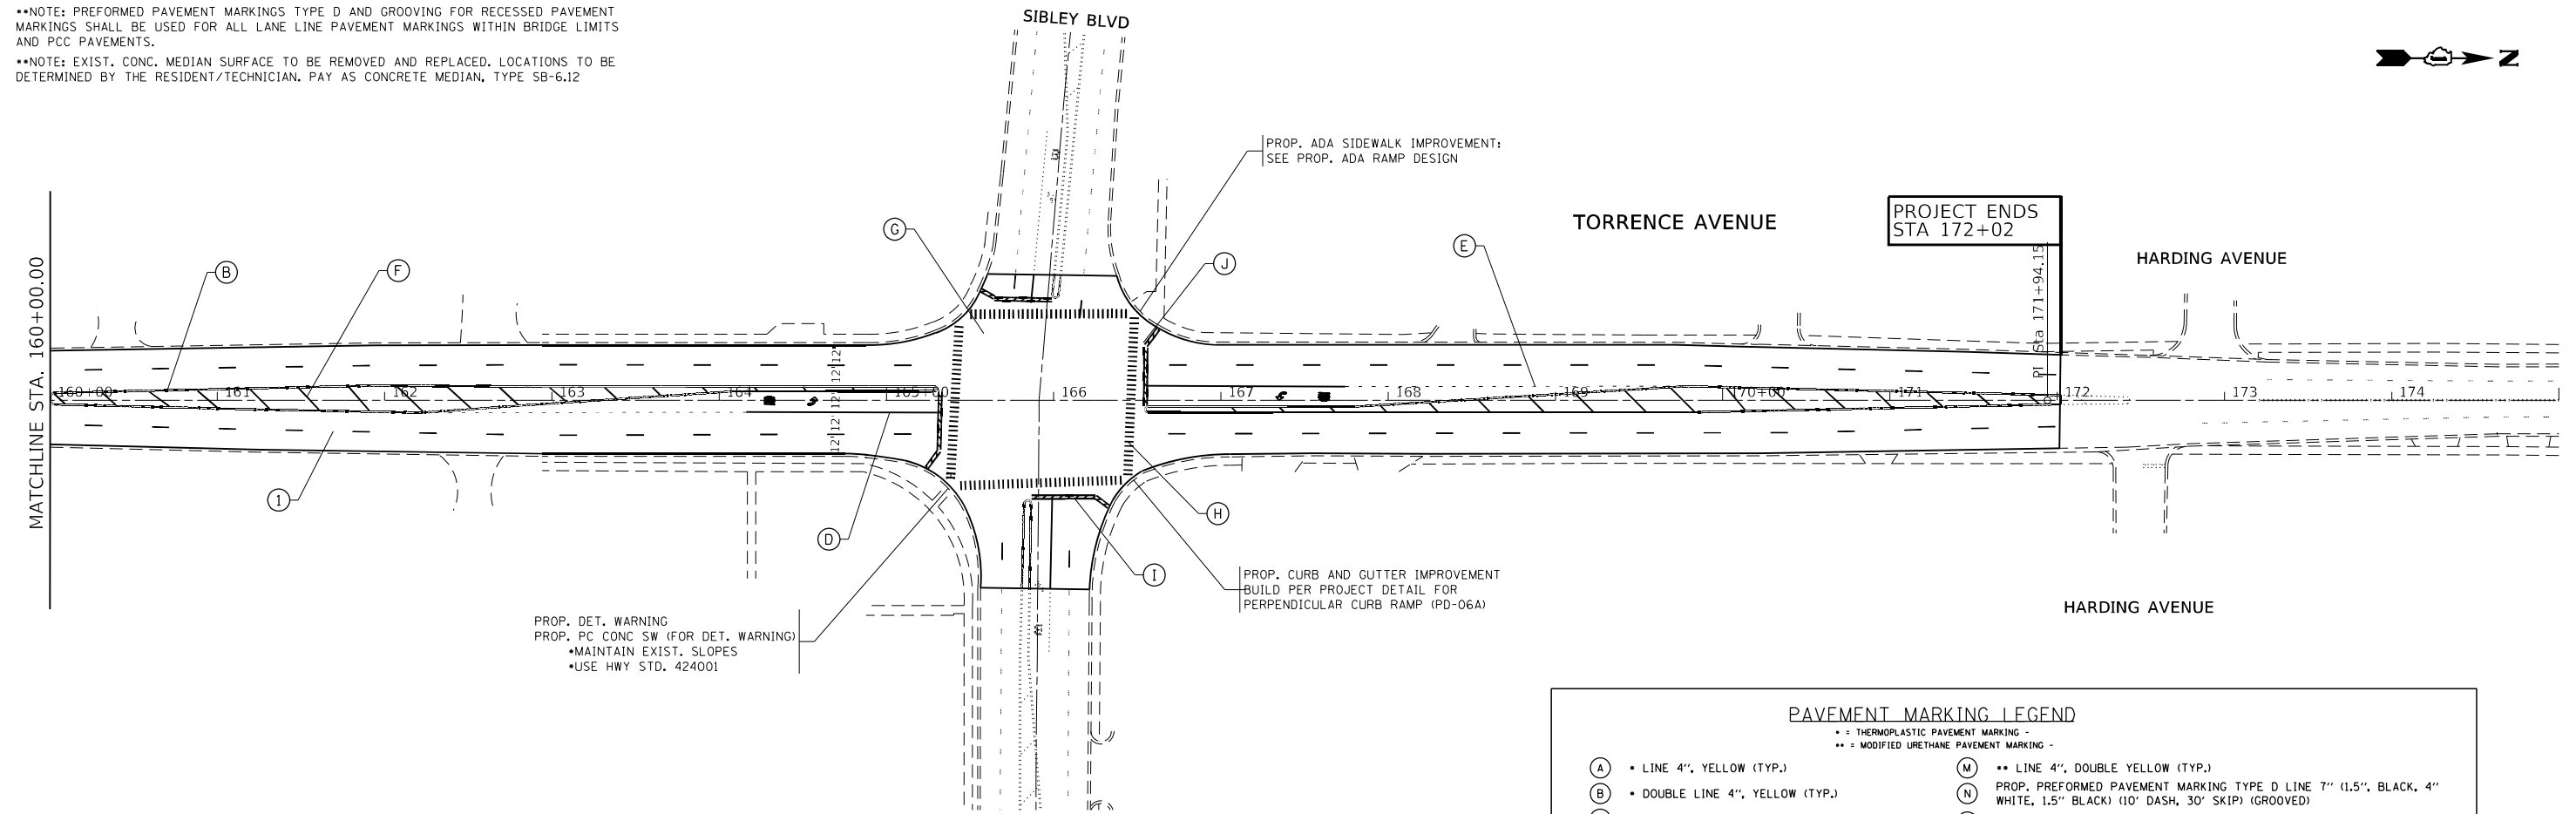 **NOTE: PREFORMED PAVEMENT MARKINGS TYPE D AND GROOVING FOR RECESSED PAVEMENT
MARKINGS SHALL BE USED FOR ALL LANE LINE PAVEMENT MARKINGS WITHIN BRIDGE LIMITS
AND PCC PAVEMENTS.
**NOTE: EXIST. CONC. MEDIAN SURFACE TO BE REMOVED AND REPLACED. LOCATIONS TO BE
DETERMINED BY THE RESIDENT/TECHNICIAN. PAY AS CONCRETE MEDIAN, TYPE SB-6.12
SIBLEY BLVD
N
PROP. ADA SIDEWALK IMPROVEMENT:
SEE PROP. ADA RAMP DESIGN
TORRENCE AVENUE
PROJECT ENDS
STA 172+02
PI Sta 171+94.15
HARDING AVENUE
MATCHLINE STA. 160+00.00
B
F
G
J
E
160+00
161
162
163
164
165+00
166
167
168
169
170+00
171
172
173
174
12'
12'
12'
12'
12'
1
D
H
I
PROP. DET. WARNING
PROP. PC CONC SW (FOR DET. WARNING)
•MAINTAIN EXIST. SLOPES
•USE HWY STD. 424001
PROP. CURB AND GUTTER IMPROVEMENT
BUILD PER PROJECT DETAIL FOR
PERPENDICULAR CURB RAMP (PD-06A)
HARDING AVENUE
PAVEMENT MARKING LEGEND
* = THERMOPLASTIC PAVEMENT MARKING -
** = MODIFIED URETHANE PAVEMENT MARKING -
A * LINE 4", YELLOW (TYP.)
B * DOUBLE LINE 4", YELLOW (TYP.)
M ** LINE 4", DOUBLE YELLOW (TYP.)
N PROP. PREFORMED PAVEMENT MARKING TYPE D LINE 7" (1.5", BLACK, 4"
WHITE, 1.5" BLACK) (10' DASH, 30' SKIP) (GROOVED)